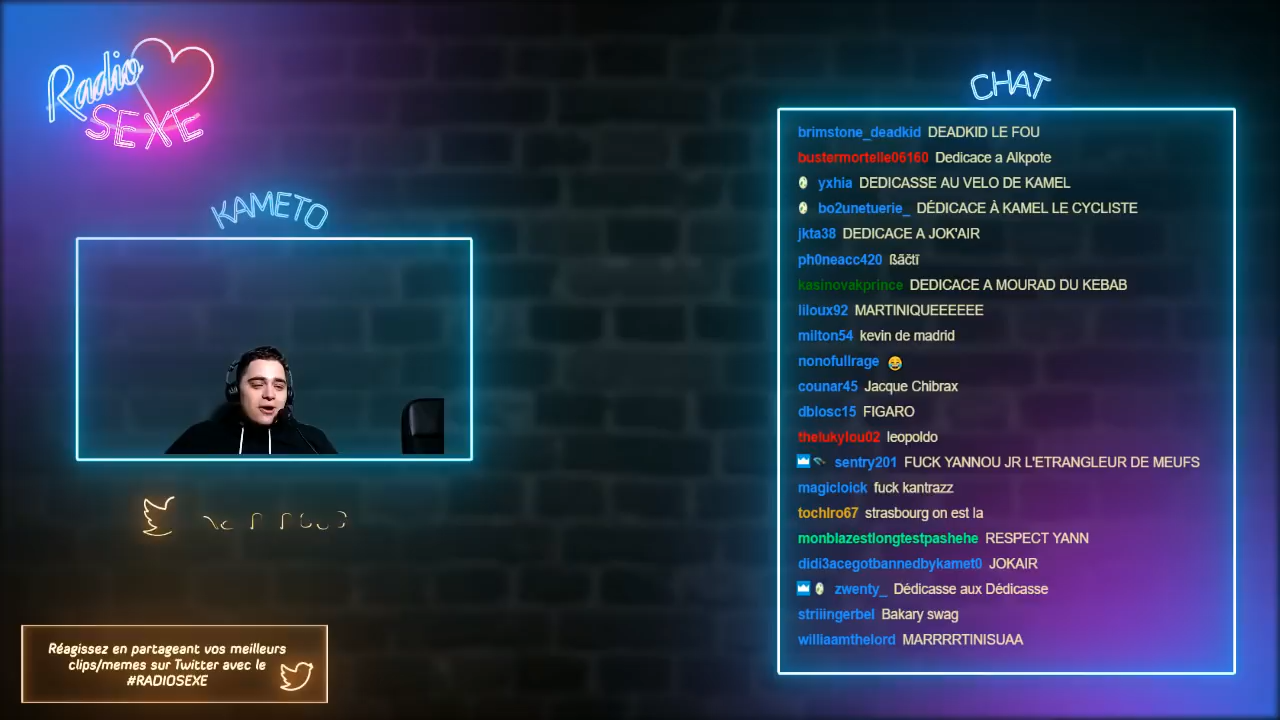 Radio
SEXE
KAMETO
Réagissez en partageant vos meilleurs
clips/memes sur Twitter avec le
#RADIOSEXE
CHAT
brimstone_deadkid DEADKID LE FOU
bustermortelle06160 Dedicace a Alkpote
yxhia DEDICASSE AU VELO DE KAMEL
bo2unetuerie_ DÉDICACE À KAMEL LE CYCLISTE
jkta38 DEDICACE A JOK'AIR
ph0neacc420 ßäčtï
kasinovakprince DEDICACE A MOURAD DU KEBAB
liloux92 MARTINIQUEEEEEE
milton54 kevin de madrid
nonofullrage 😂
counar45 Jacque Chibrax
dblosc15 FIGARO
thelukylou02 leopoldo
sentry201 FUCK YANNOU JR L'ETRANGLEUR DE MEUFS
magicloick fuck kantrazz
tochiro67 strasbourg on est la
monblazestlongtestpashehe RESPECT YANN
didi3acegotbannedbykamet0 JOKAIR
zwenty_ Dédicasse aux Dédicasse
striiingerbel Bakary swag
williaamthelord MARRRRTINISUAA